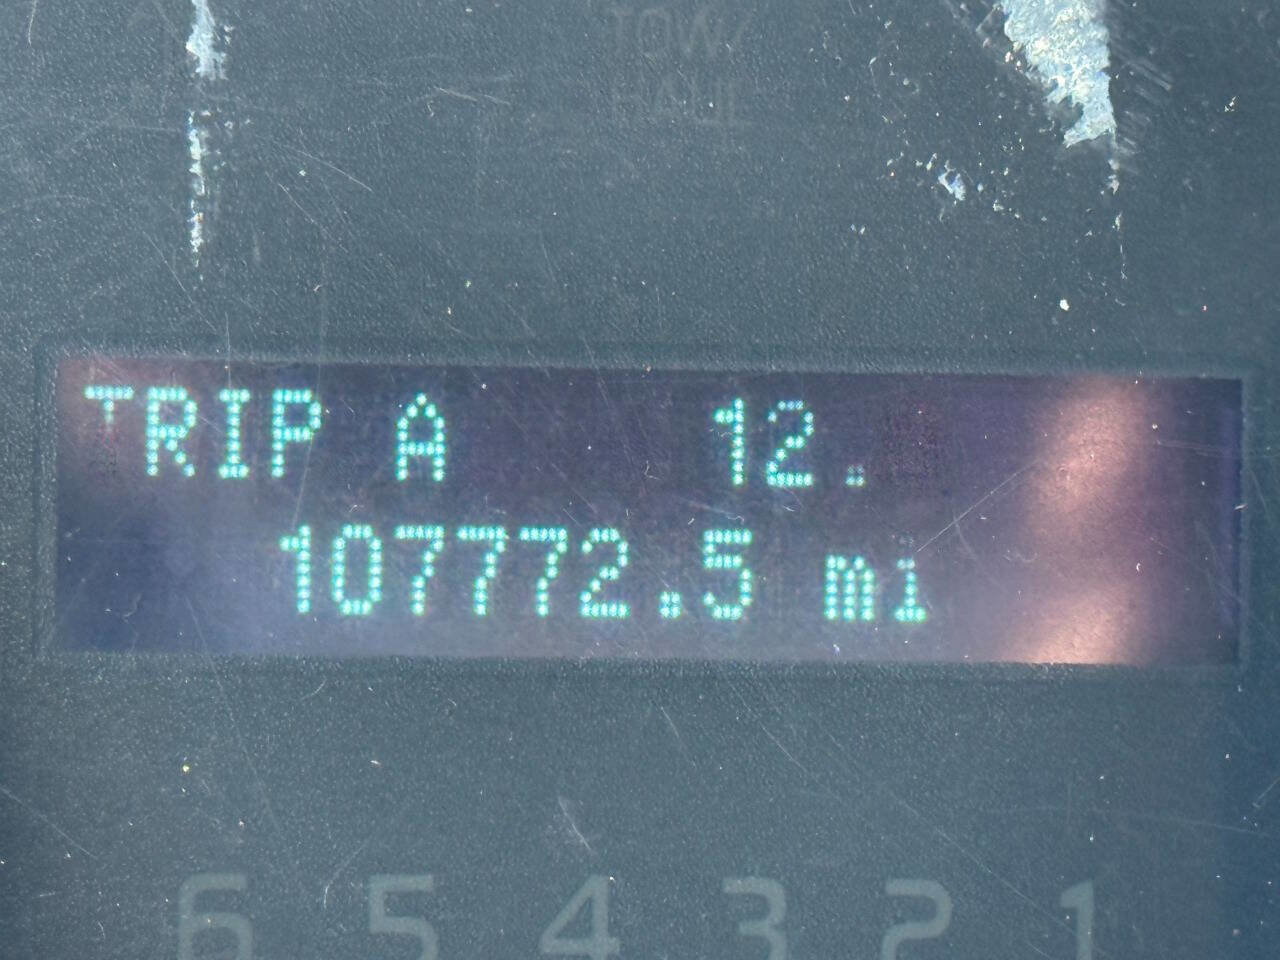 TOW/
HAUL
TRIP A 12.
107772.5 mi
6 5 4 3 2 1